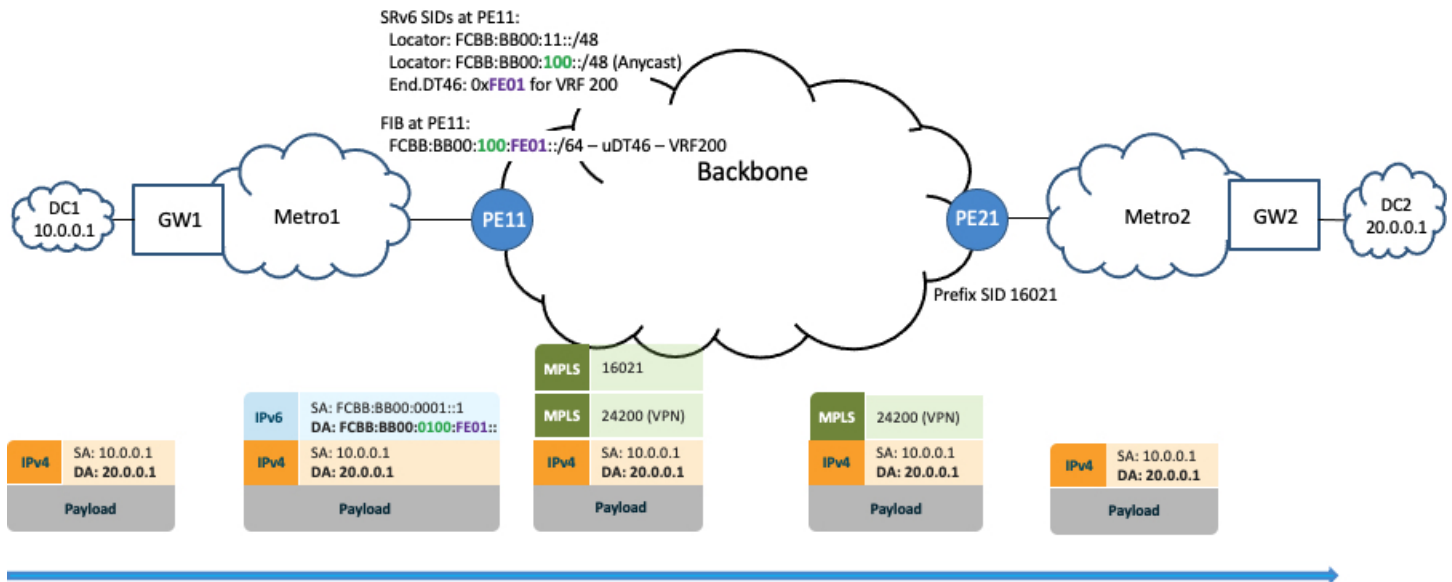 SRv6 SIDs at PE11:
Locator: FCBB:BB00:11::/48
Locator: FCBB:BB00:100::/48 (Anycast)
End.DT46: 0xFE01 for VRF 200
FIB at PE11:
FCBB:BB00:100:FE01::/64 – uDT46 – VRF200
Backbone
DC1
10.0.0.1
GW1
Metro1
PE11
PE21
Metro2
GW2
DC2
20.0.0.1
Prefix SID 16021
IPv4
SA: 10.0.0.1
DA: 20.0.0.1
Payload
IPv6
SA: FCBB:BB00:0001::1
DA: FCBB:BB00:0100:FE01::
IPv4
SA: 10.0.0.1
DA: 20.0.0.1
Payload
MPLS
16021
MPLS
24200 (VPN)
IPv4
SA: 10.0.0.1
DA: 20.0.0.1
Payload
MPLS
24200 (VPN)
IPv4
SA: 10.0.0.1
DA: 20.0.0.1
Payload
IPv4
SA: 10.0.0.1
DA: 20.0.0.1
Payload